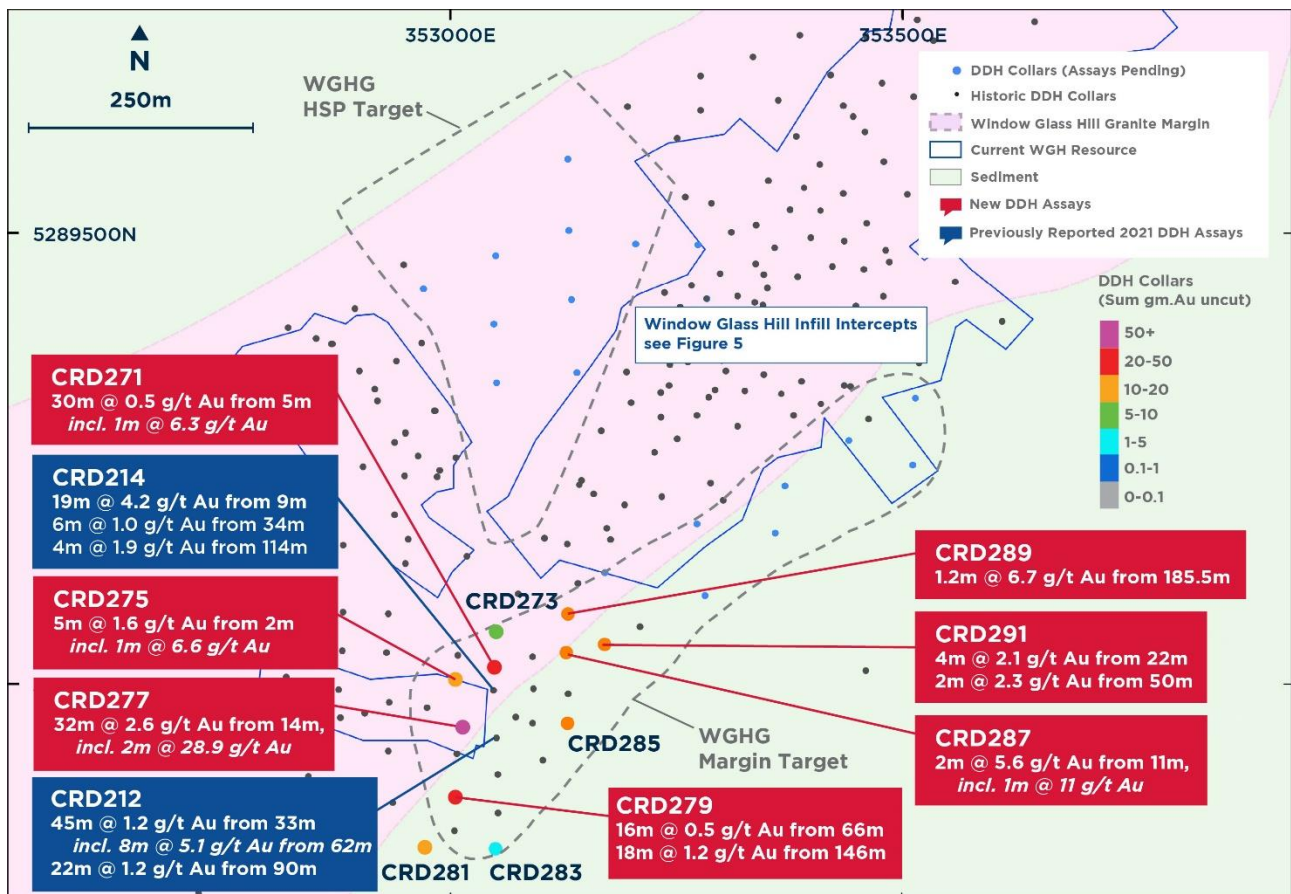 353000E
353500E
N
250m
WGHG
HSP Target
DDH Collars (Assays Pending)
Historic DDH Collars
Window Glass Hill Granite Margin
Current WGH Resource
Sediment
New DDH Assays
Previously Reported 2021 DDH Assays
5289500N
DDH Collars
(Sum gm.Au uncut)
50+
20-50
10-20
5-10
1-5
0.1-1
0-0.1
Window Glass Hill Infill Intercepts
see Figure 5
CRD271
30m @ 0.5 g/t Au from 5m
incl. 1m @ 6.3 g/t Au
CRD214
19m @ 4.2 g/t Au from 9m
6m @ 1.0 g/t Au from 34m
4m @ 1.9 g/t Au from 114m
CRD275
5m @ 1.6 g/t Au from 2m
incl. 1m @ 6.6 g/t Au
CRD277
32m @ 2.6 g/t Au from 14m,
incl. 2m @ 28.9 g/t Au
CRD212
45m @ 1.2 g/t Au from 33m
incl. 8m @ 5.1 g/t Au from 62m
22m @ 1.2 g/t Au from 90m
CRD273
CRD289
1.2m @ 6.7 g/t Au from 185.5m
CRD291
4m @ 2.1 g/t Au from 22m
2m @ 2.3 g/t Au from 50m
CRD287
2m @ 5.6 g/t Au from 11m,
incl. 1m @ 11 g/t Au
CRD285
WGHG
Margin Target
CRD279
16m @ 0.5 g/t Au from 66m
18m @ 1.2 g/t Au from 146m
CRD281
CRD283